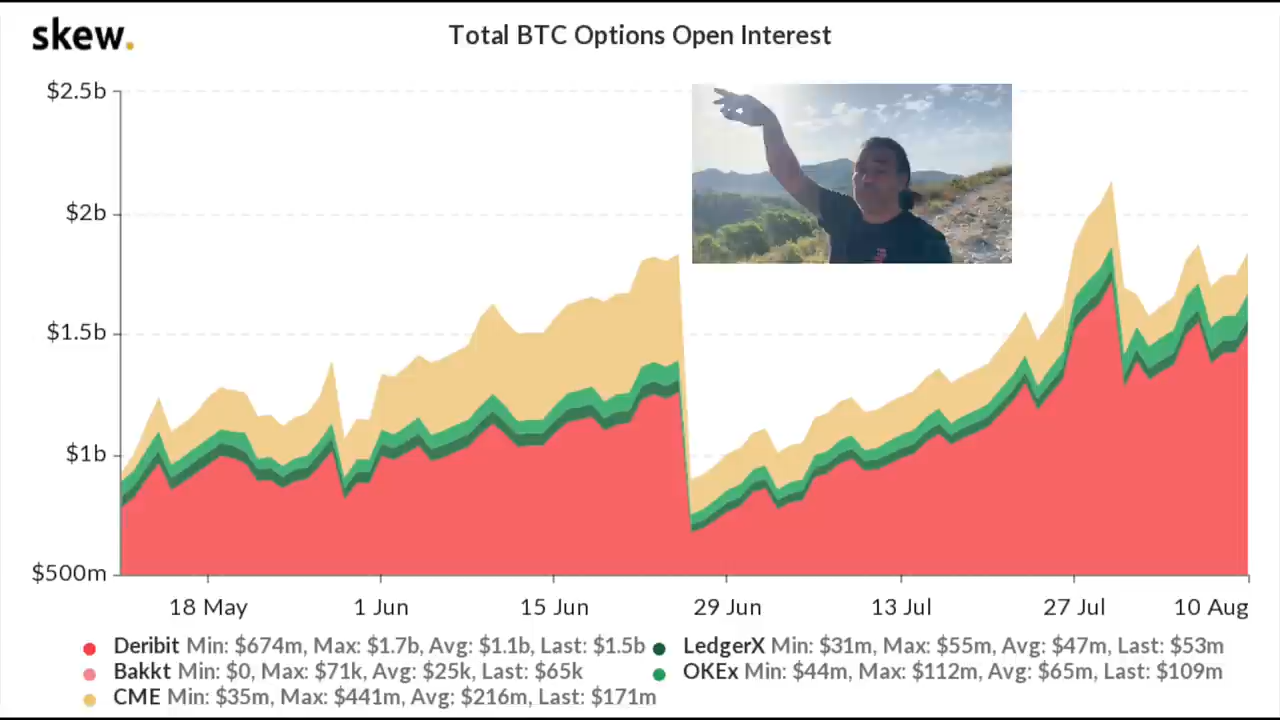 skew.
Total BTC Options Open Interest
$2.5b
$2b
$1.5b
$1b
$500m
18 May 1 Jun 15 Jun 29 Jun 13 Jul 27 Jul 10 Aug
Deribit Min: $674m, Max: $1.7b, Avg: $1.1b, Last: $1.5b
Bakkt Min: $0, Max: $71k, Avg: $25k, Last: $65k
CME Min: $35m, Max: $441m, Avg: $216m, Last: $171m
LedgerX Min: $31m, Max: $55m, Avg: $47m, Last: $53m
OKEx Min: $44m, Max: $112m, Avg: $65m, Last: $109m